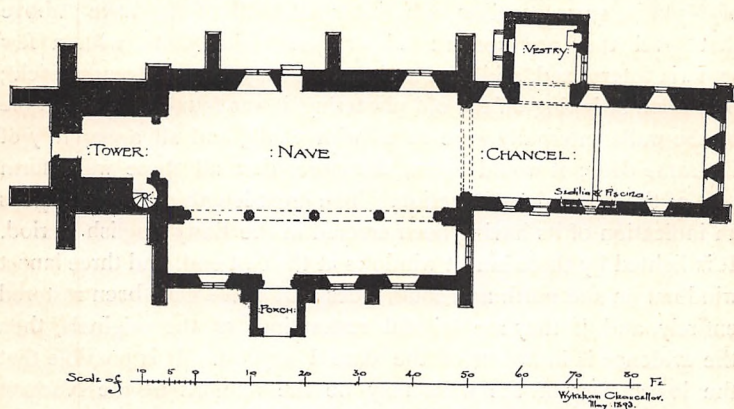 :VESTRY:
:TOWER:
:NAVE
:CHANCEL:
Sedilia & Piscina.
:PORCH:
Scale of 10 5 0 10 20 30 40 50 60 70 80 Ft
Wykeham Chancellor.
May. 1893.